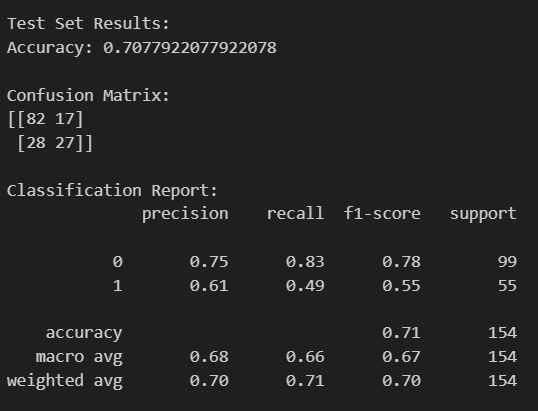 Test Set Results:
Accuracy: 0.7077922077922078
Confusion Matrix:
[[82 17]
 [28 27]]
Classification Report:
precision recall f1-score support
0 0.75 0.83 0.78 99
1 0.61 0.49 0.55 55
accuracy 0.71 154
macro avg 0.68 0.66 0.67 154
weighted avg 0.70 0.71 0.70 154